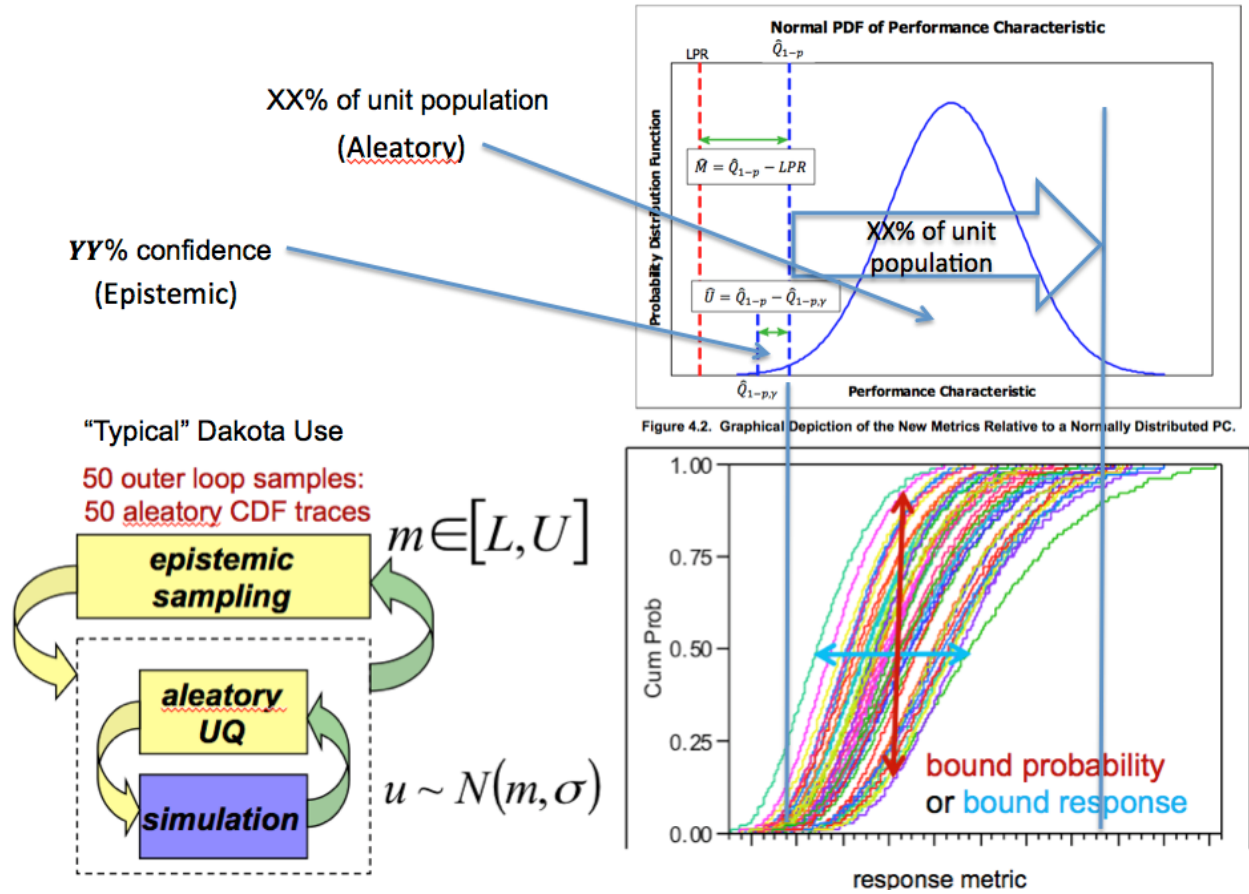 Normal PDF of Performance Characteristic
LPR
Q̂₁₋ₚ
XX% of unit population
(Aleatory)
Probability Distribution Function
M̂ = Q̂₁₋ₚ − LPR
YY% confidence
(Epistemic)
XX% of unit
population
Û = Q̂₁₋ₚ − Q̂₁₋ₚ,ᵧ
Q̂₁₋ₚ,ᵧ
Performance Characteristic
Figure 4.2. Graphical Depiction of the New Metrics Relative to a Normally Distributed PC.
“Typical” Dakota Use
50 outer loop samples:
50 aleatory CDF traces
epistemic
sampling
m∈[L,U]
aleatory
UQ
simulation
u ~ N(m,σ)
1.00
0.75
0.50
0.25
0.00
Cum Prob
bound probability
or bound response
response metric